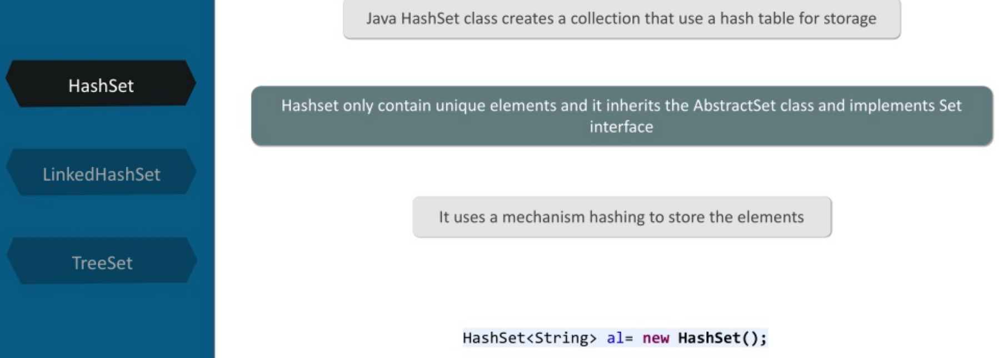 HashSet
LinkedHashSet
TreeSet
Java HashSet class creates a collection that use a hash table for storage
Hashset only contain unique elements and it inherits the AbstractSet class and implements Set
interface
It uses a mechanism hashing to store the elements
HashSet<String> al= new HashSet();